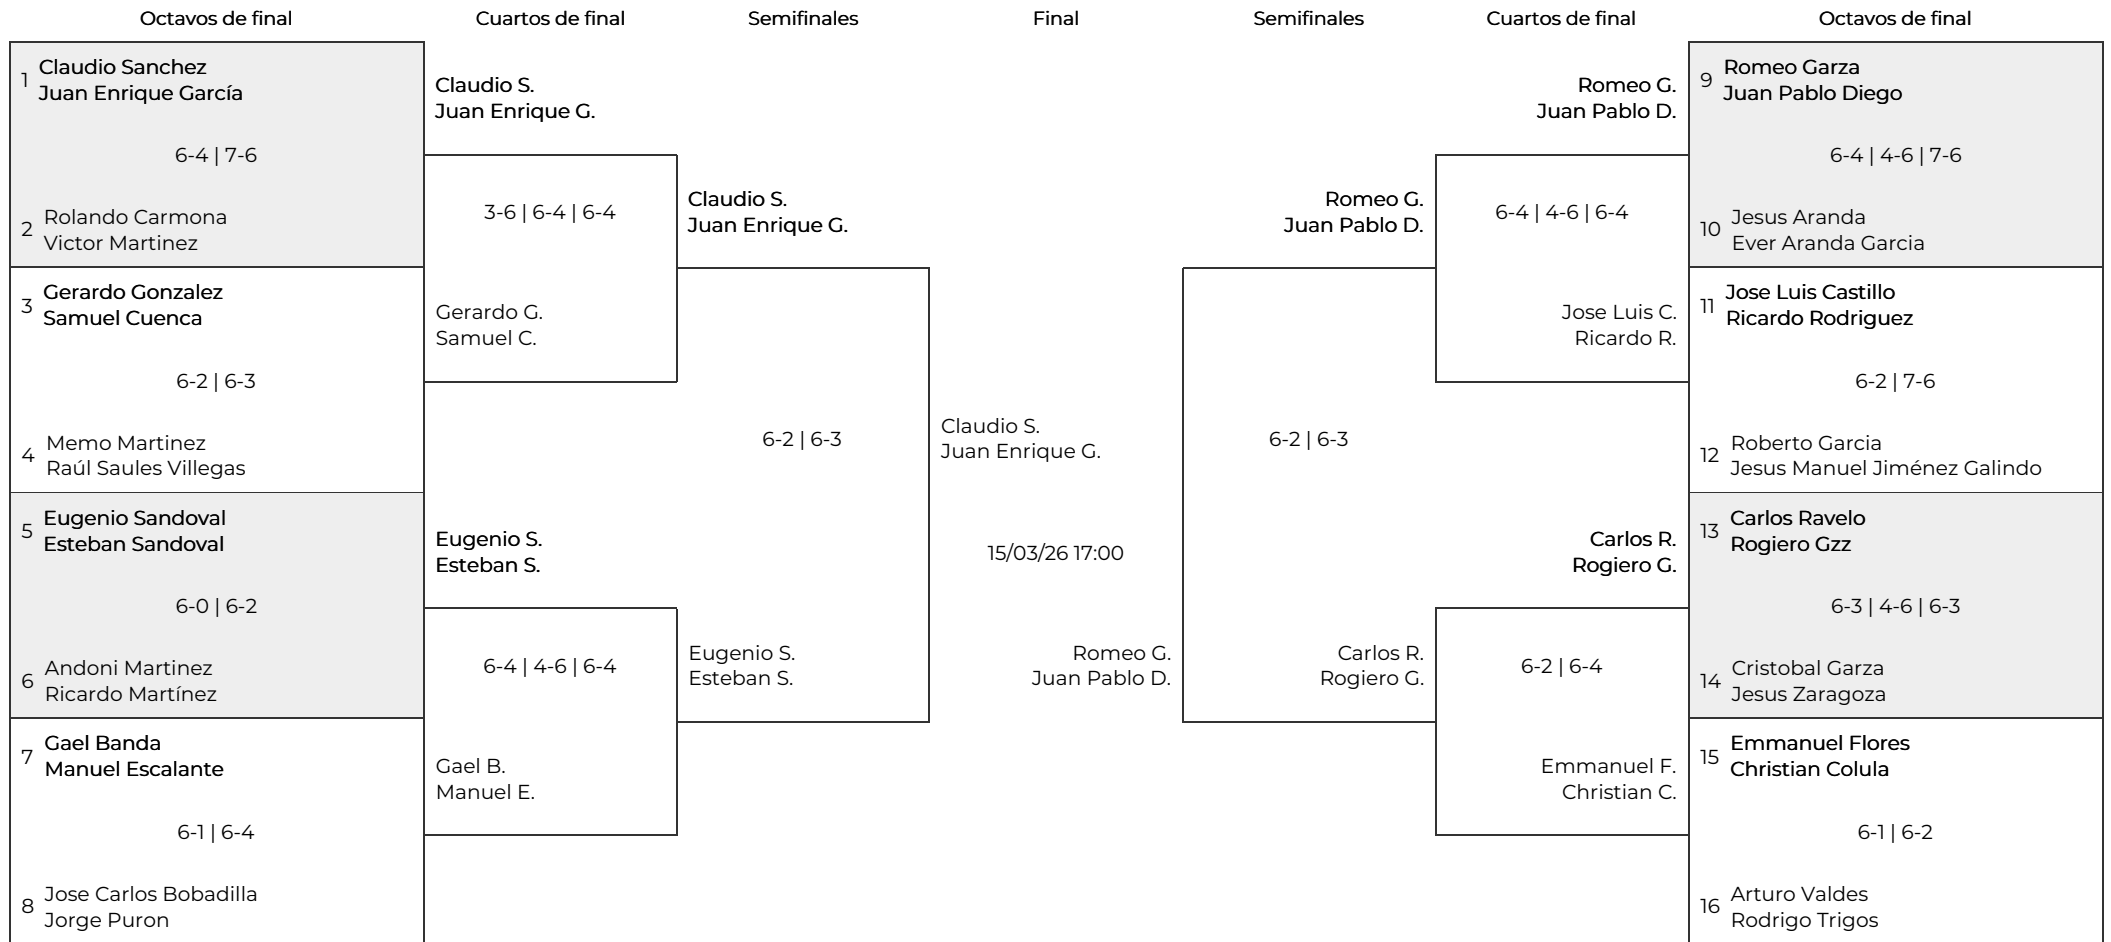 Octavos de final
Cuartos de final
Semifinales
Final
Semifinales
Cuartos de final
Octavos de final
1
Claudio Sanchez
Juan Enrique García
6-4 | 7-6
2
Rolando Carmona
Victor Martinez
3
Gerardo Gonzalez
Samuel Cuenca
6-2 | 6-3
4
Memo Martinez
Raúl Saules Villegas
5
Eugenio Sandoval
Esteban Sandoval
6-0 | 6-2
6
Andoni Martinez
Ricardo Martínez
7
Gael Banda
Manuel Escalante
6-1 | 6-4
8
Jose Carlos Bobadilla
Jorge Puron
Claudio S.
Juan Enrique G.
3-6 | 6-4 | 6-4
Gerardo G.
Samuel C.
Eugenio S.
Esteban S.
6-4 | 4-6 | 6-4
Gael B.
Manuel E.
Claudio S.
Juan Enrique G.
6-2 | 6-3
Eugenio S.
Esteban S.
Claudio S.
Juan Enrique G.
15/03/26 17:00
Romeo G.
Juan Pablo D.
Romeo G.
Juan Pablo D.
6-2 | 6-3
Carlos R.
Rogiero G.
Romeo G.
Juan Pablo D.
6-4 | 4-6 | 6-4
Jose Luis C.
Ricardo R.
Carlos R.
Rogiero G.
6-2 | 6-4
Emmanuel F.
Christian C.
9
Romeo Garza
Juan Pablo Diego
6-4 | 4-6 | 7-6
10
Jesus Aranda
Ever Aranda Garcia
11
Jose Luis Castillo
Ricardo Rodriguez
6-2 | 7-6
12
Roberto Garcia
Jesus Manuel Jiménez Galindo
13
Carlos Ravelo
Rogiero Gzz
6-3 | 4-6 | 6-3
14
Cristobal Garza
Jesus Zaragoza
15
Emmanuel Flores
Christian Colula
6-1 | 6-2
16
Arturo Valdes
Rodrigo Trigos